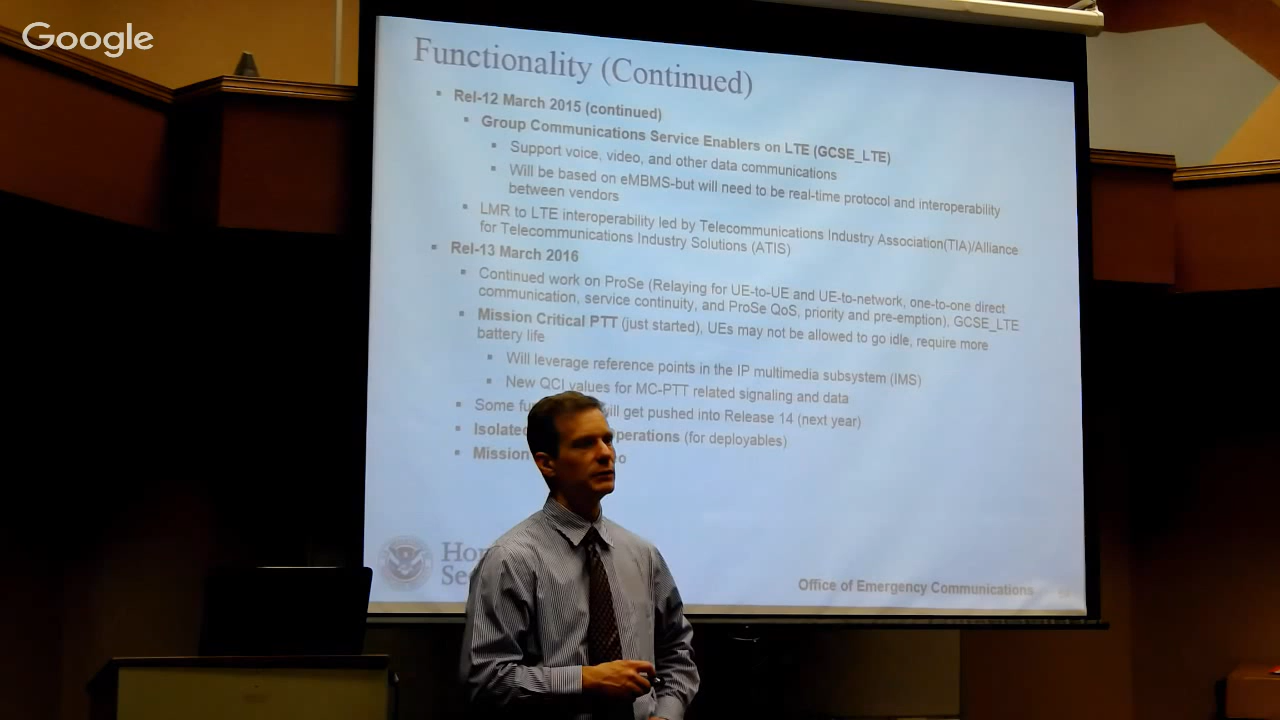 Google
Functionality (Continued)
▪ Rel-12 March 2015 (continued)
▪ Group Communications Service Enablers on LTE (GCSE_LTE)
▪ Support voice, video, and other data communications
▪ Will be based on eMBMS-but will need to be real-time protocol and interoperability
between vendors
▪ LMR to LTE interoperability led by Telecommunications Industry Association(TIA)/Alliance
for Telecommunications Industry Solutions (ATIS)
▪ Rel-13 March 2016
▪ Continued work on ProSe (Relaying for UE-to-UE and UE-to-network, one-to-one direct
communication, service continuity, and ProSe QoS, priority and pre-emption), GCSE_LTE
▪ Mission Critical PTT (just started), UEs may not be allowed to go idle, require more
battery life
▪ Will leverage reference points in the IP multimedia subsystem (IMS)
▪ New QCI values for MC-PTT related signaling and data
▪ Some will get pushed into Release 14 (next year)
▪ (for deployables)
▪ Mission
Office of Emergency Communications